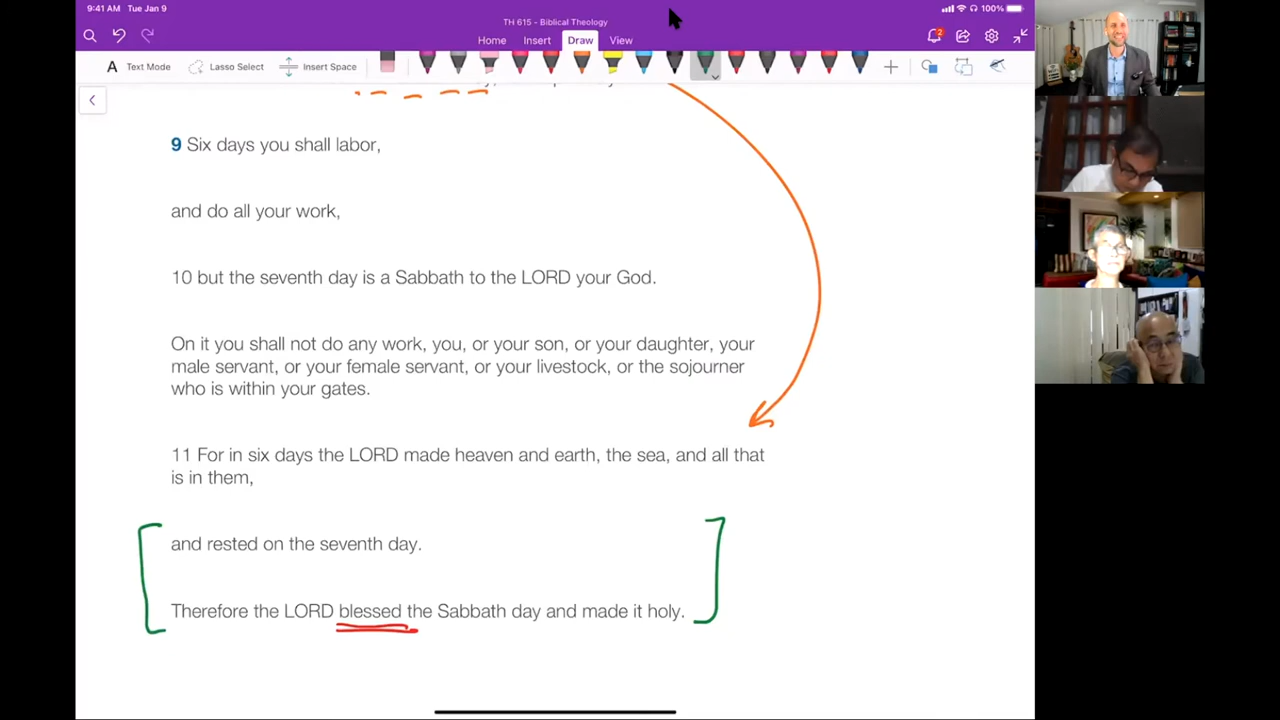 9:41 AM Tue Jan 9
100%
TH 615 - Biblical Theology
Home Insert Draw View
2
A Text Mode Lasso Select Insert Space
9 Six days you shall labor,
and do all your work,
10 but the seventh day is a Sabbath to the LORD your God.
On it you shall not do any work, you, or your son, or your daughter, your
male servant, or your female servant, or your livestock, or the sojourner
who is within your gates.
11 For in six days the LORD made heaven and earth, the sea, and all that
is in them,
and rested on the seventh day.
Therefore the LORD blessed the Sabbath day and made it holy.